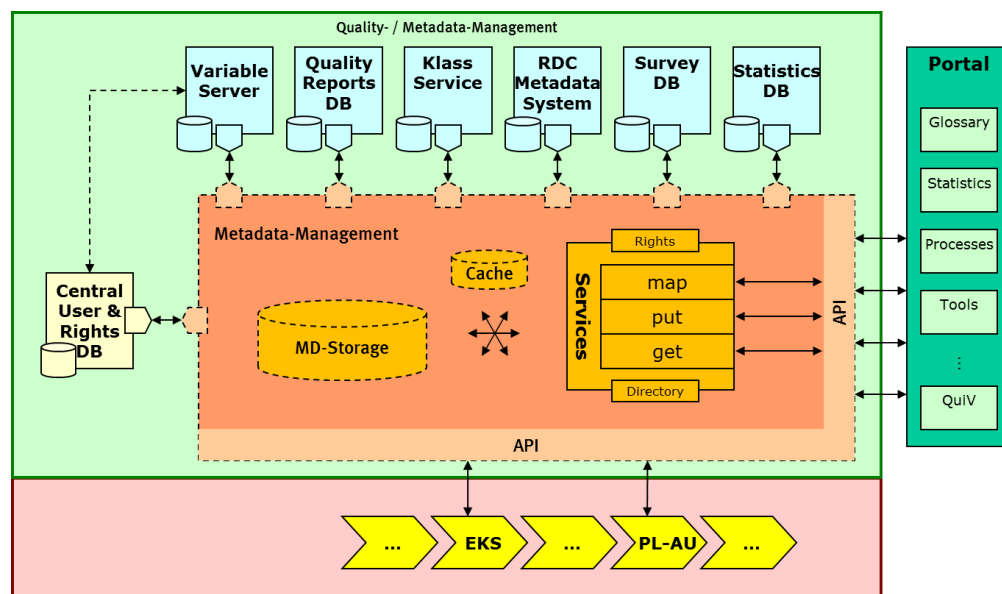 Quality- / Metadata-Management
Variable
Server
Quality
Reports
DB
Klass
Service
RDC
Metadata
System
Survey
DB
Statistics
DB
Portal
Glossary
Statistics
Processes
Tools
...
QuiV
Metadata-Management
Cache
MD-Storage
Rights
Services
map
put
get
Directory
API
API
Central
User &
Rights
DB
...
EKS
...
PL-AU
...